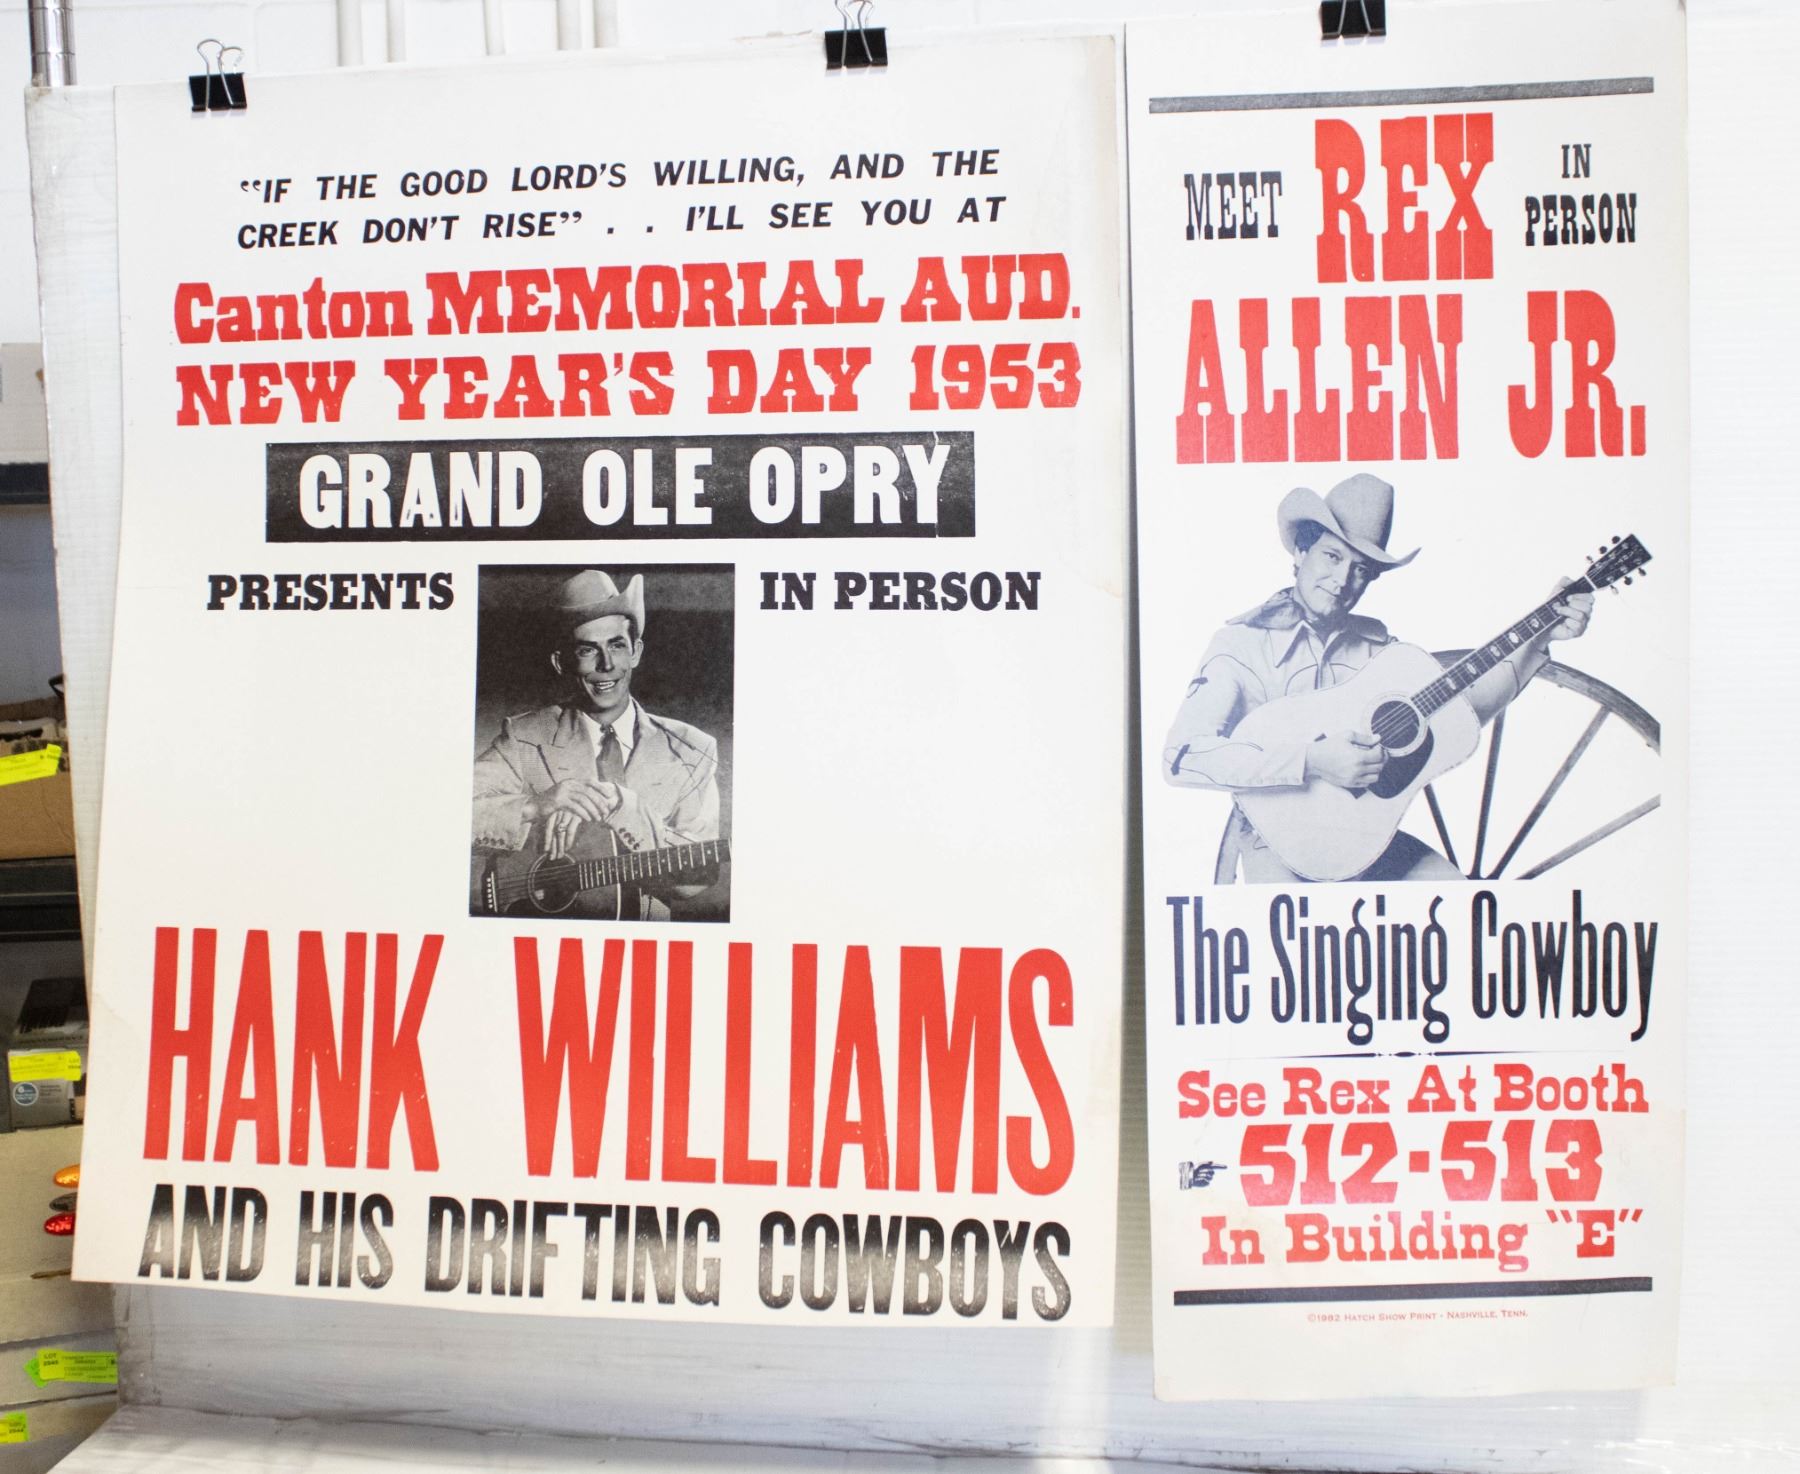 “IF THE GOOD LORD'S WILLING, AND THE
CREEK DON'T RISE” . . I'LL SEE YOU AT
Canton MEMORIAL AUD.
NEW YEAR'S DAY 1953
GRAND OLE OPRY
PRESENTS IN PERSON
HANK WILLIAMS
AND HIS DRIFTING COWBOYS
MEET REX IN PERSON
ALLEN JR.
The Singing Cowboy
See Rex At Booth
512-513
In Building "E"
©1982 HATCH SHOW PRINT - NASHVILLE, TENN.
LOT